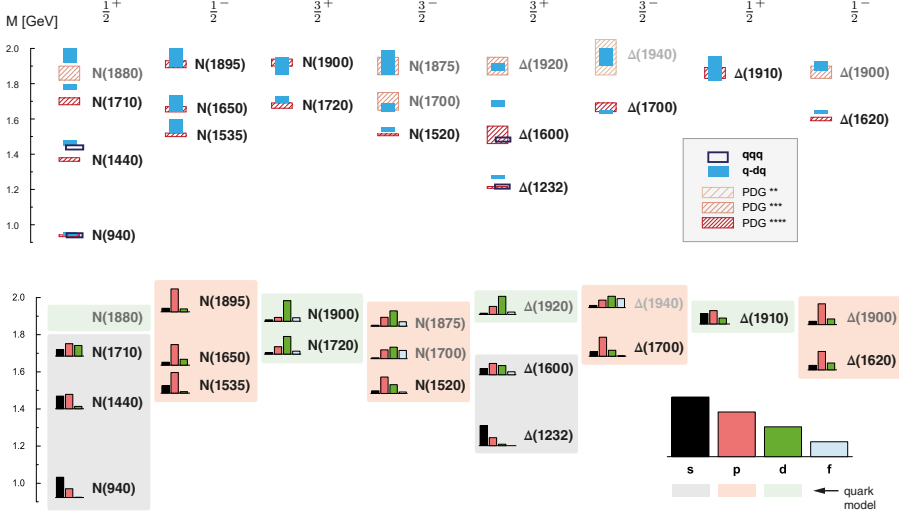 M [GeV]
1/2+ 1/2− 3/2+ 3/2− 3/2+ 3/2− 1/2+ 1/2−
2.0
1.8
1.6
1.4
1.2
1.0
N(1880)
N(1710)
N(1440)
N(940)
N(1895)
N(1650)
N(1535)
N(1900)
N(1720)
N(1875)
N(1700)
N(1520)
Δ(1920)
Δ(1600)
Δ(1232)
Δ(1940)
Δ(1700)
Δ(1910)
Δ(1900)
Δ(1620)
qqq
q-dq
PDG **
PDG ***
PDG ****
2.0
1.8
1.6
1.4
1.2
1.0
N(1880)
N(1710)
N(1440)
N(940)
N(1895)
N(1650)
N(1535)
N(1900)
N(1720)
N(1875)
N(1700)
N(1520)
Δ(1920)
Δ(1600)
Δ(1232)
Δ(1940)
Δ(1700)
Δ(1910)
Δ(1900)
Δ(1620)
s p d f
quark
model